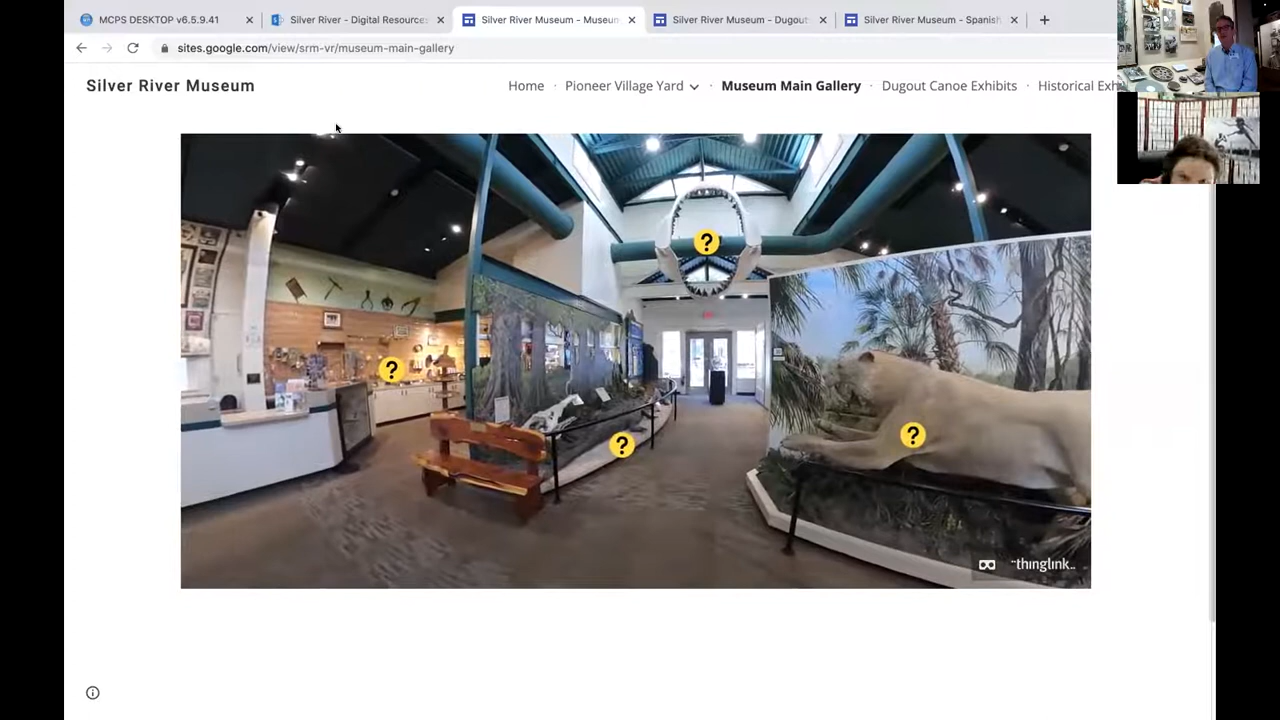 MCPS DESKTOP v6.5.9.41
Silver River - Digital Resource
Silver River Museum - Museum
Silver River Museum - Dugout
Silver River Museum - Spanish
sites.google.com/view/srm-vr/museum-main-gallery
Silver River Museum
Home · Pioneer Village Yard · Museum Main Gallery · Dugout Canoe Exhibits · Historical Exh
?
?
?
?
thinglink..